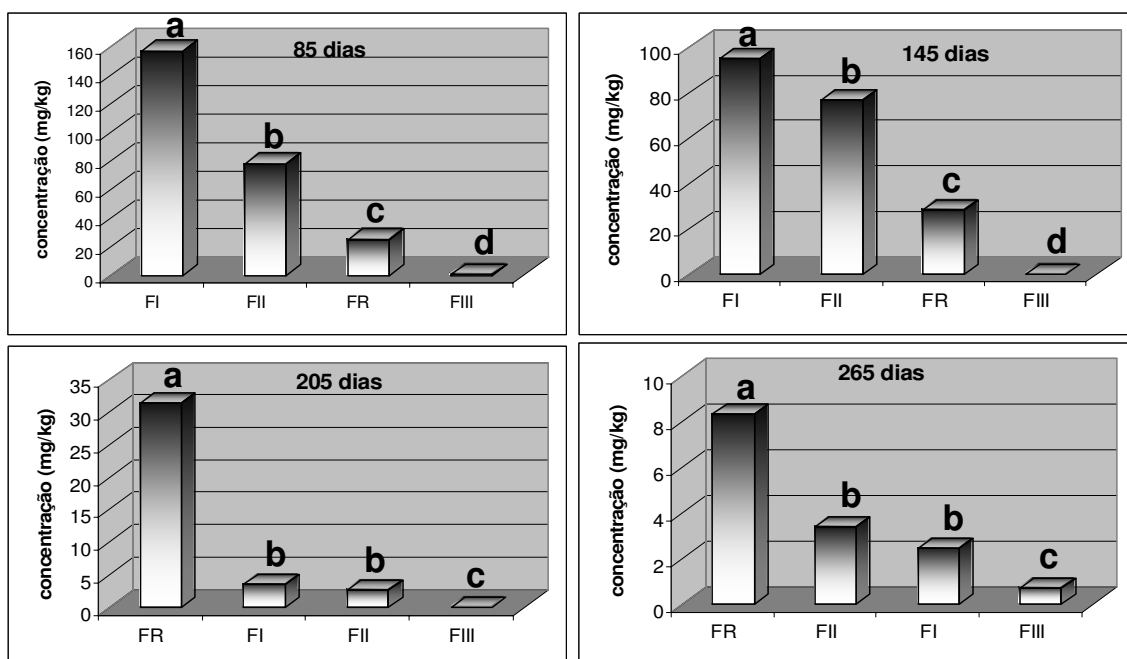 85 dias
concentração (mg/kg)
160
140
120
100
80
60
40
20
0
a
b
c
d
FI FII FR FIII
145 dias
concentração (mg/kg)
100
80
60
40
20
0
a
b
c
d
FI FII FR FIII
205 dias
concentração (mg/kg)
35
30
25
20
15
10
5
0
a
b
b
c
FR FI FII FIII
265 dias
concentração (mg/kg)
10
8
6
4
2
0
a
b
b
c
FR FII FI FIII